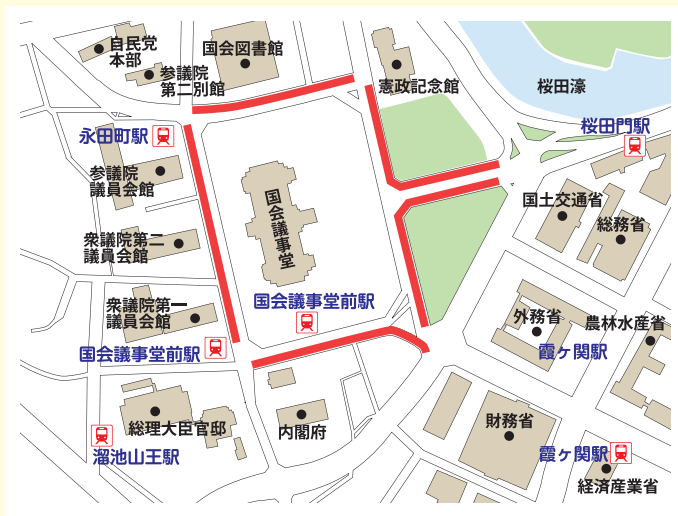 自民党
本部
国会図書館
参議院
第二別館
憲政記念館
桜田濠
永田町駅
桜田門駅
参議院
議員会館
国会議事堂
国土交通省
総務省
衆議院第二
議員会館
衆議院第一
議員会館
国会議事堂前駅
外務省
農林水産省
国会議事堂前駅
霞ヶ関駅
総理大臣官邸
内閣府
財務省
溜池山王駅
霞ヶ関駅
経済産業省